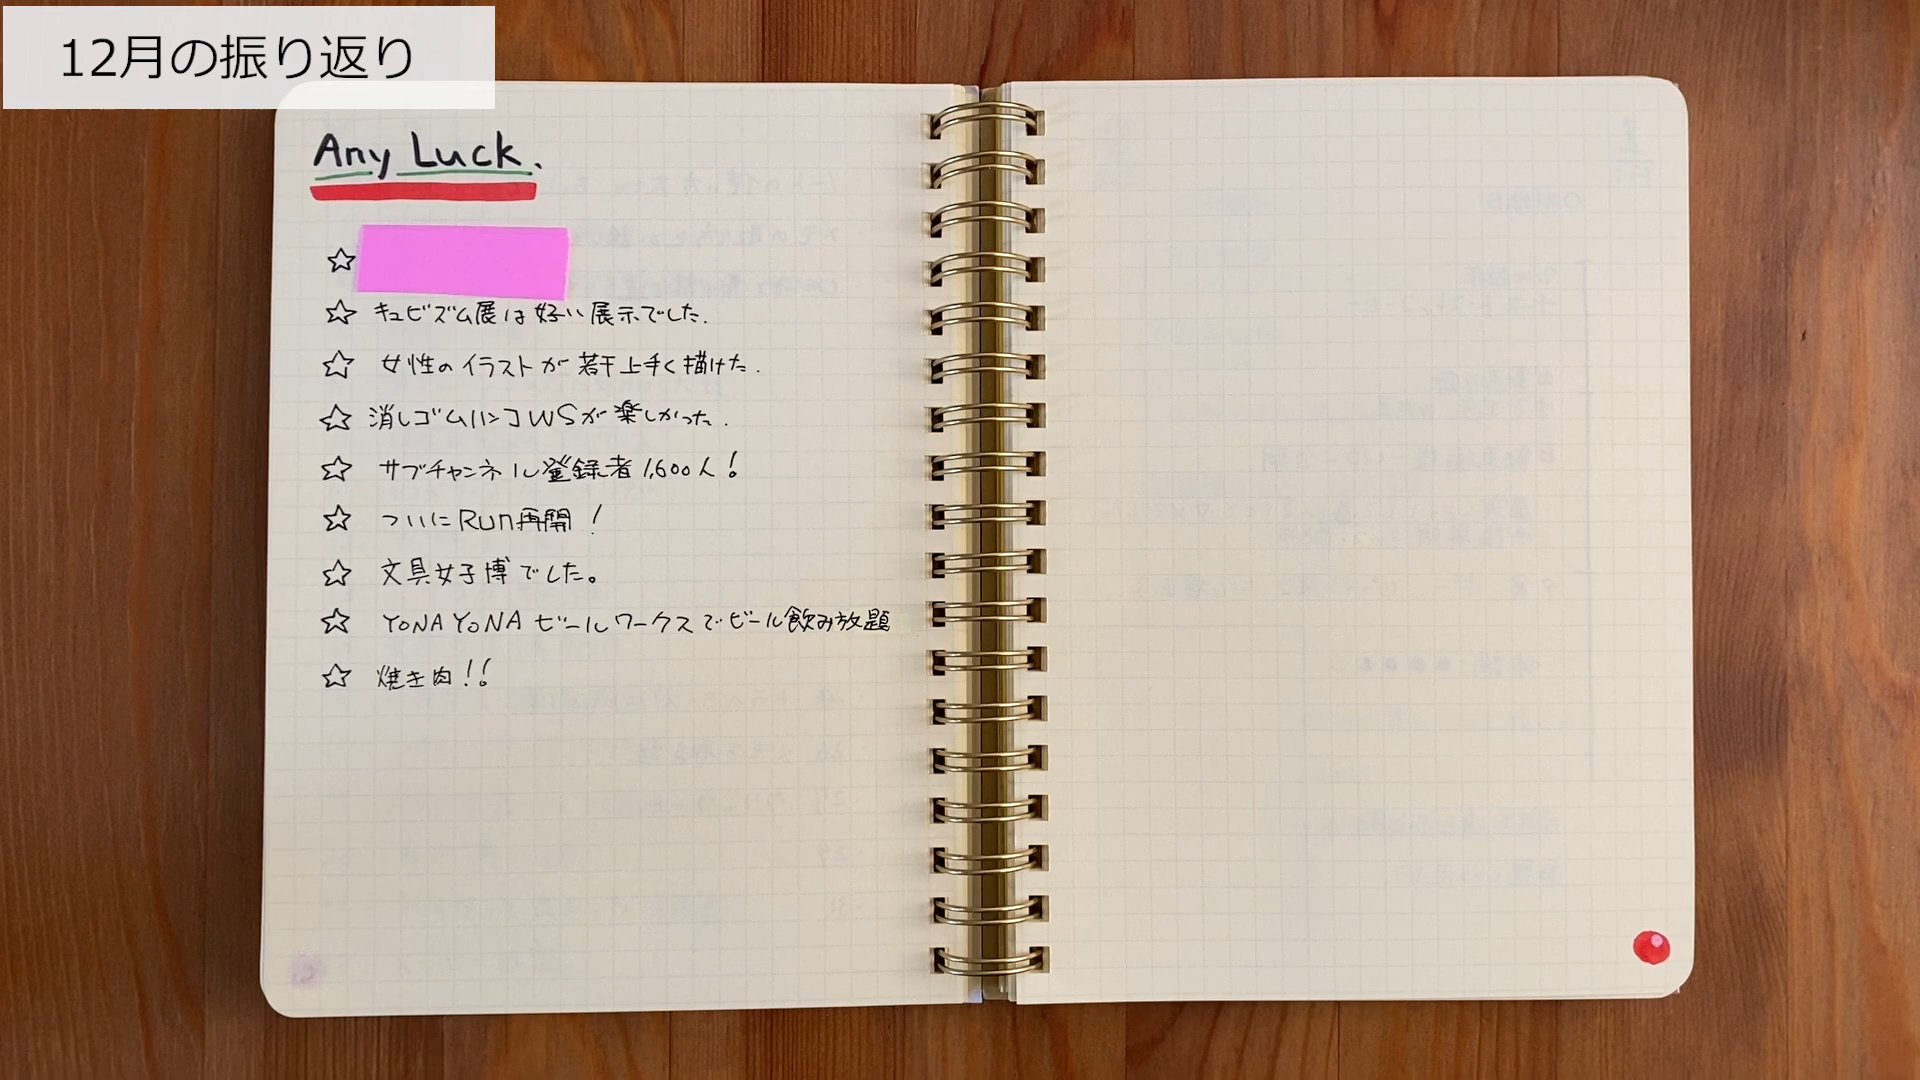 12月の振り返り
Any Luck.
☆
☆ キュビズム展は好い展示でした.
☆ 女性のイラストが若干上手く描けた.
☆ 消しゴムハンコWSが楽しかった.
☆ サブチャンネル登録者1,600人!
☆ ついにRun再開!
☆ 文具女子博でした。
☆ YONA YONA ビールワークスでビール飲み放題
☆ 焼き肉!!